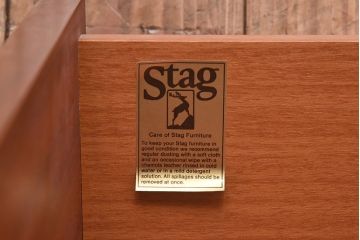 Stag
Care of Stag Furniture
To keep your Stag furniture in
good condition we recommend
regular dusting with a soft cloth
and an occasional wipe with a
chamois leather rinsed in cold
water or in a mild detergent
solution. All spillages should be
removed at once.